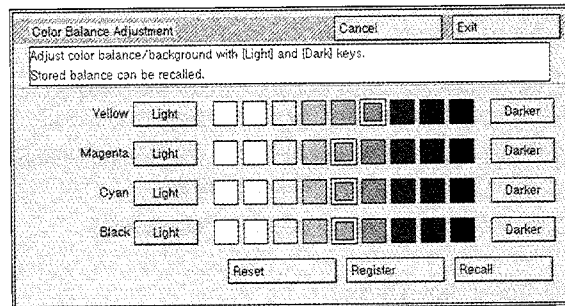 Color Balance Adjustment Cancel Exit
Adjust color balance/background with [Light] and [Dark] keys.
Stored balance can be recalled.
Yellow Light Darker
Magenta Light Darker
Cyan Light Darker
Black Light Darker
Reset Register Recall